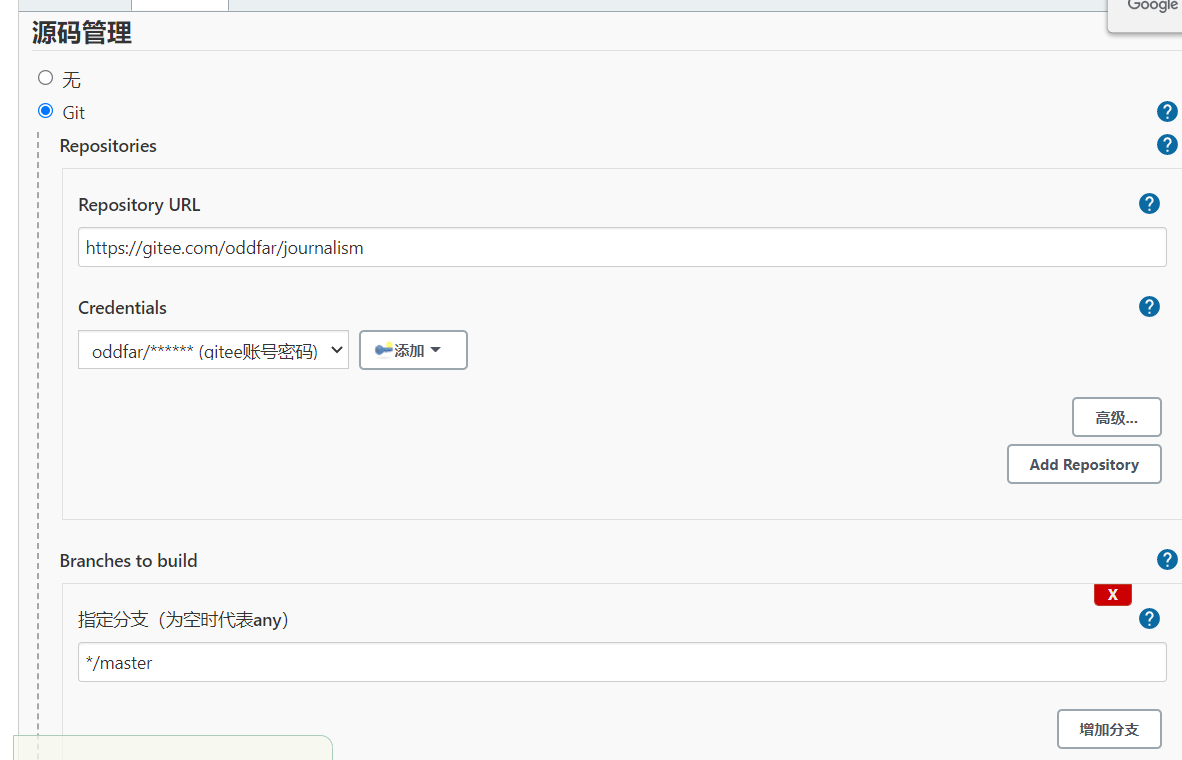 Google
源码管理
无
Git
Repositories
Repository URL
https://gitee.com/oddfar/journalism
Credentials
oddfar/****** (gitee账号密码)
添加
高级...
Add Repository
Branches to build
X
指定分支（为空时代表any）
*/master
增加分支